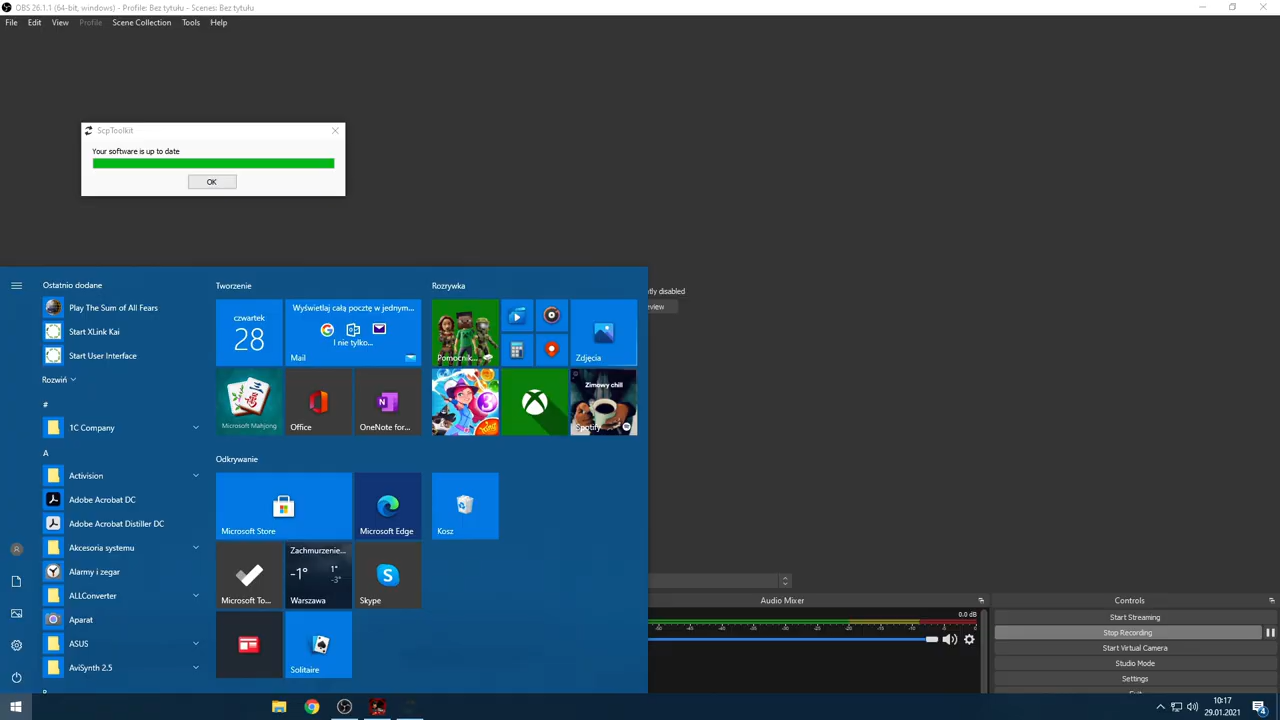 OBS 26.1.1 (64-bit, windows) - Profile: Bez tytułu - Scenes: Bez tytułu
File Edit View Profile Scene Collection Tools Help
ScpToolkit
Your software is up to date
OK
Ostatnio dodane
Play The Sum of All Fears
Start XLink Kai
Start User Interface
Rozwiń
#
1C Company
A
Activision
Adobe Acrobat DC
Adobe Acrobat Distiller DC
Akcesoria systemu
Alarmy i zegar
ALLConverter
Aparat
ASUS
AviSynth 2.5
Tworzenie
czwartek
28
Wyświetlaj całą pocztę w jednym...
I nie tylko...
Mail
Microsoft Mahjong
Office
OneNote for...
Odkrywanie
Microsoft Store
Microsoft Edge
Microsoft To...
Zachmurzenie...
-1° 1°
-3°
Warszawa
Skype
Solitaire
Rozrywka
Pomocnik...
Zdjęcia
Zimowy chill
Spotify
Kosz
ntly disabled
eview
Audio Mixer
0.0 dB
Controls
Start Streaming
Stop Recording
Start Virtual Camera
Studio Mode
Settings
10:17
29.01.2021
4